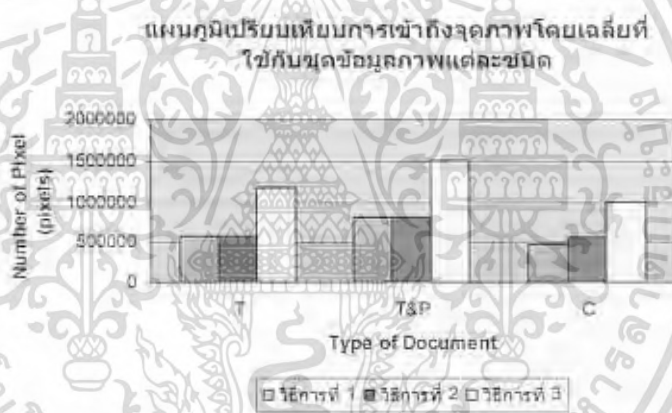 แผนภูมิเปรียบเทียบการเข้าถึงจุดภาพโดยเฉลี่ยที่
ใช้กับชุดข้อมูลภาพแต่ละชนิด
Number of Pixel
(pixels)
2000000
1500000
1000000
500000
0
T T&P C
Type of Document
วิธีการที่ 1 วิธีการที่ 2 วิธีการที่ 3